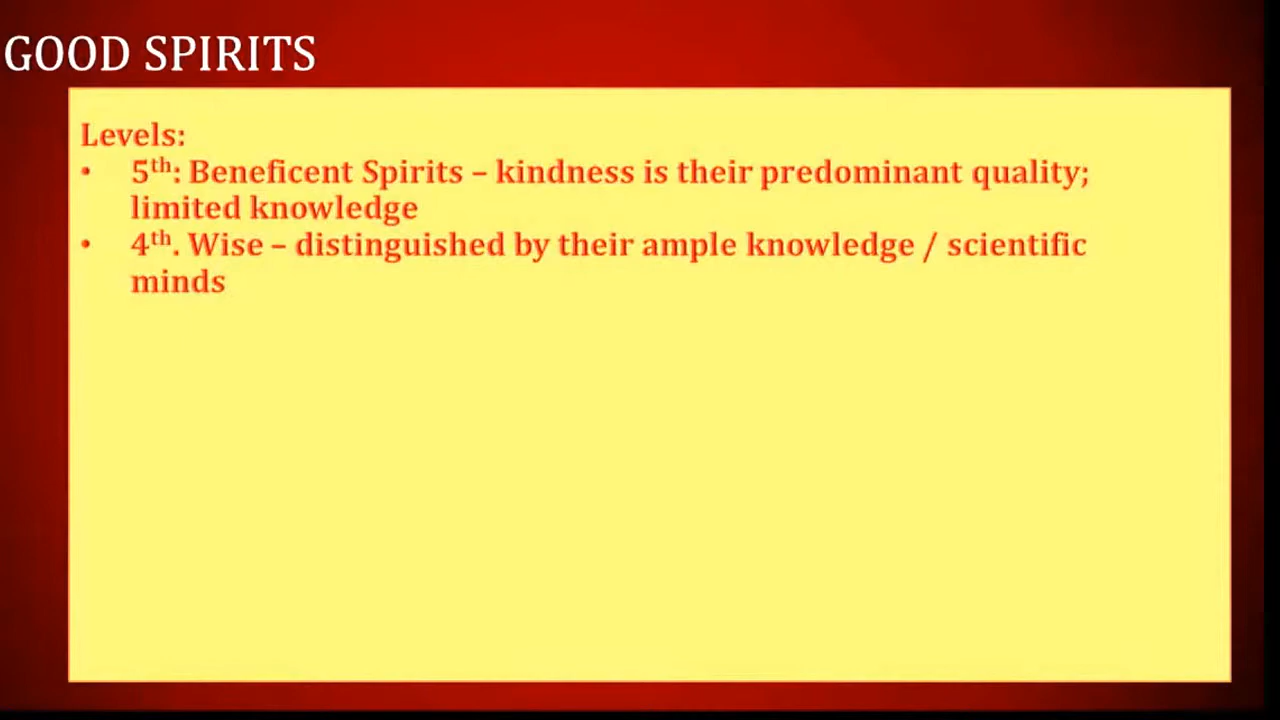 GOOD SPIRITS
Levels:
• 5th: Beneficent Spirits – kindness is their predominant quality;
limited knowledge
• 4th. Wise – distinguished by their ample knowledge / scientific
minds